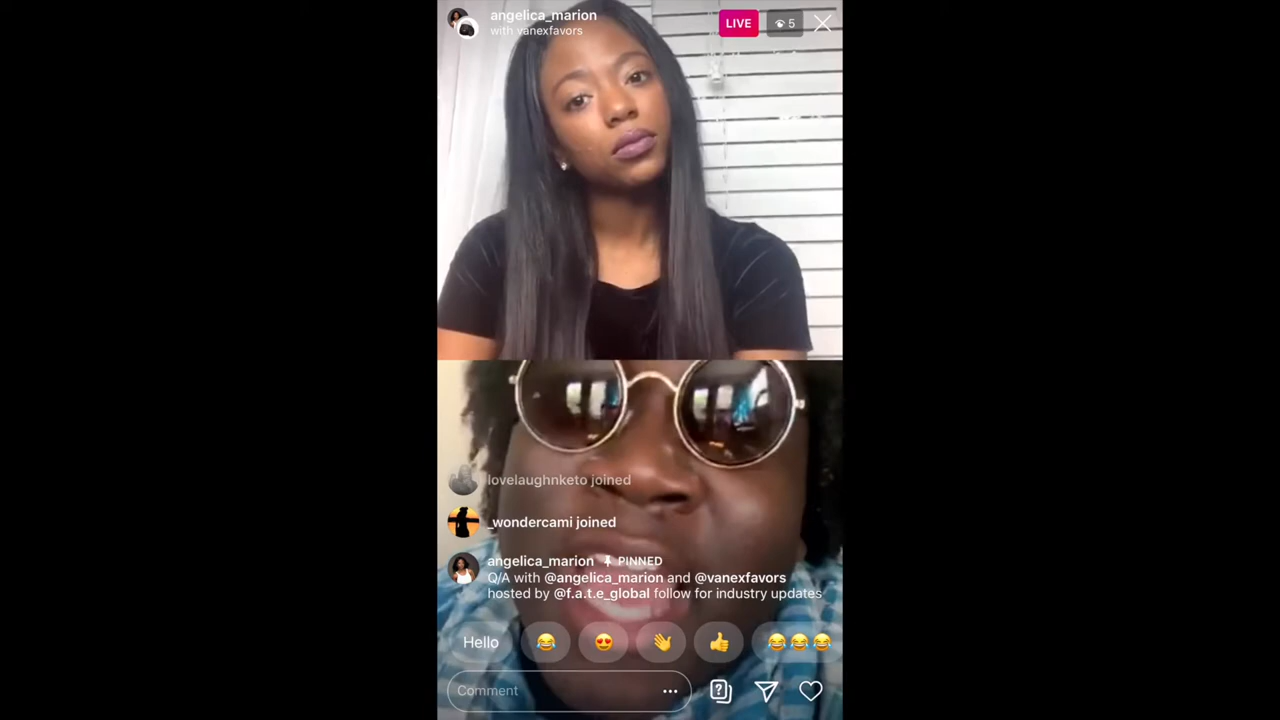 angelica_marion
with vanexfavors
LIVE
5
lovelaughnketo joined
_wondercami joined
angelica_marion PINNED
Q/A with @angelica_marion and @vanexfavors
hosted by @f.a.t.e_global follow for industry updates
Hello
Comment